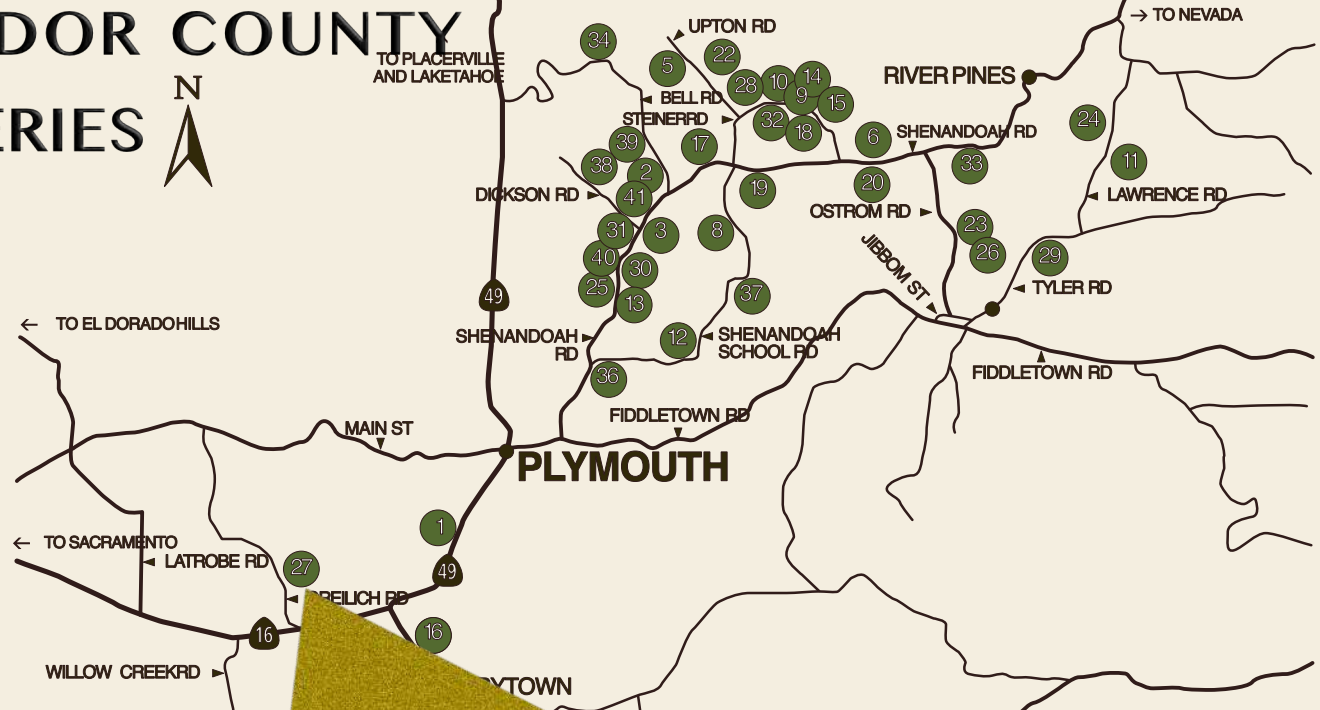 DOR COUNTY
ERIES
N
TO PLACERVILLE
AND LAKETAHOE
UPTON RD
→ TO NEVADA
RIVER PINES
34
5
22
28
10
14
9
15
BELL RD
STEINERRD
32
18
6
SHENANDOAH RD
24
39
17
38
2
33
11
DICKSON RD
41
19
20
LAWRENCE RD
OSTROM RD
31
3
8
23
JIBBOM ST
40
30
26
29
25
13
37
TYLER RD
49
← TO EL DORADOHILLS
SHENANDOAH
RD
12
SHENANDOAH
SCHOOL RD
FIDDLETOWN RD
36
FIDDLETOWN RD
MAIN ST
PLYMOUTH
1
← TO SACRAMENTO
LATROBE RD
27
49
REILICH RD
16
16
WILLOW CREEKRD
YTOWN